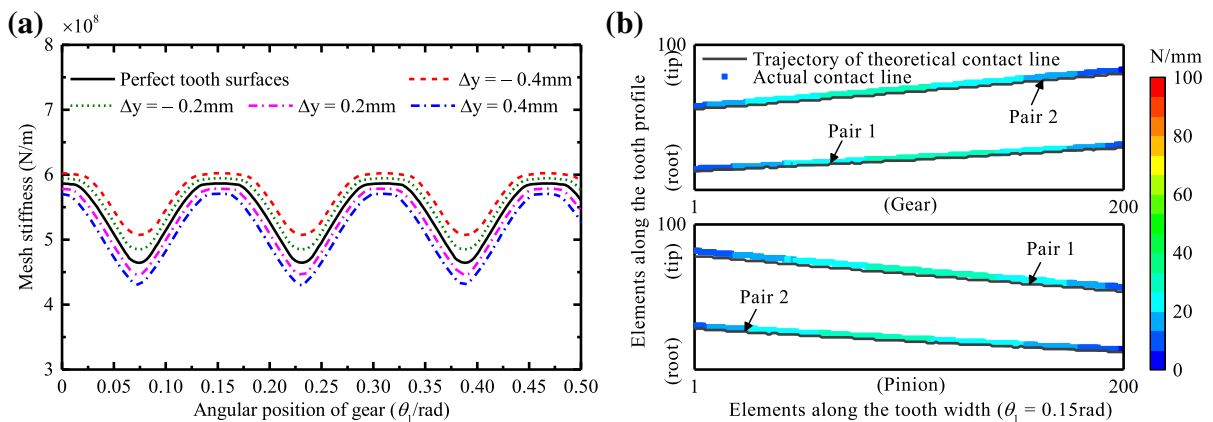 (a)
×10⁸
8
7
6
5
4
3
Mesh stiffness (N/m)
Perfect tooth surfaces
Δy = − 0.4mm
Δy = − 0.2mm
Δy = 0.2mm
Δy = 0.4mm
0 0.05 0.10 0.15 0.20 0.25 0.30 0.35 0.40 0.45 0.50
Angular position of gear (θ₁/rad)
(b)
Elements along the tooth profile
100
(tip)
(root)
Trajectory of theoretical contact line
Actual contact line
Pair 1
Pair 2
1 (Gear) 200
100
(tip)
(root)
Pair 1
Pair 2
1 (Pinion) 200
Elements along the tooth width (θ₁ = 0.15rad)
N/mm
100
80
60
40
20
0